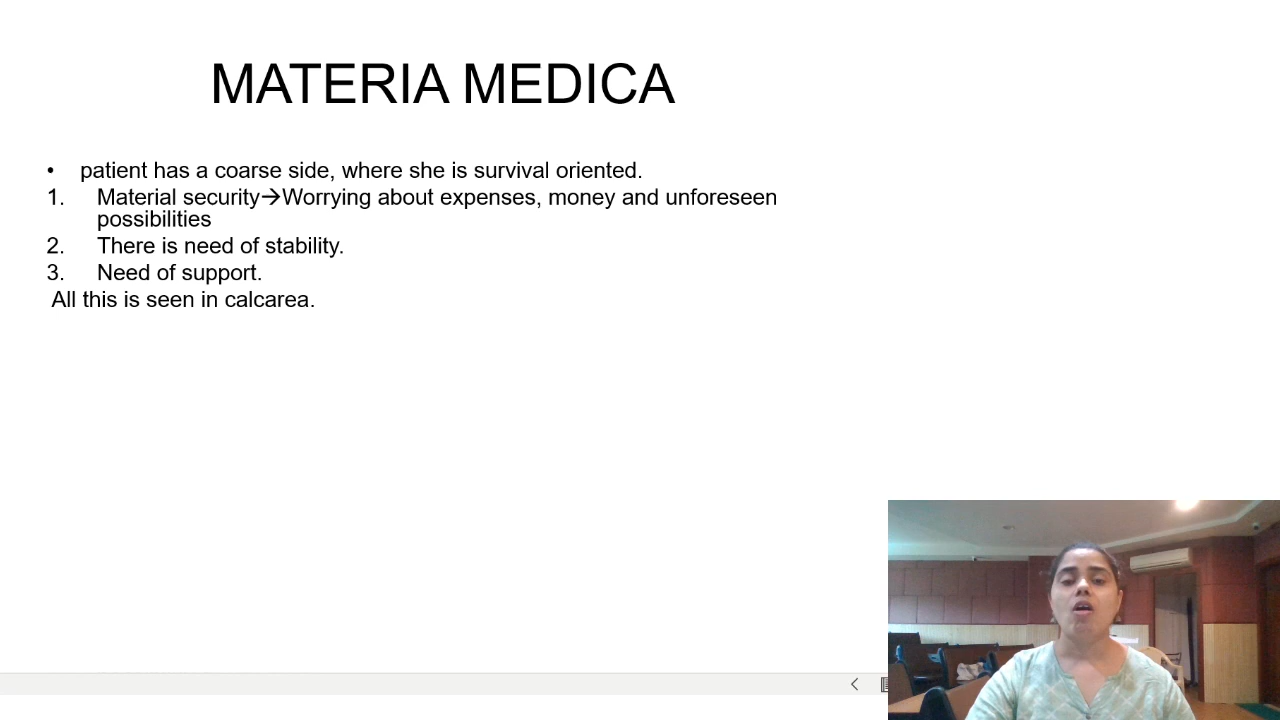 MATERIA MEDICA
• patient has a coarse side, where she is survival oriented.
1. Material security→Worrying about expenses, money and unforeseen
possibilities
2. There is need of stability.
3. Need of support.
All this is seen in calcarea.